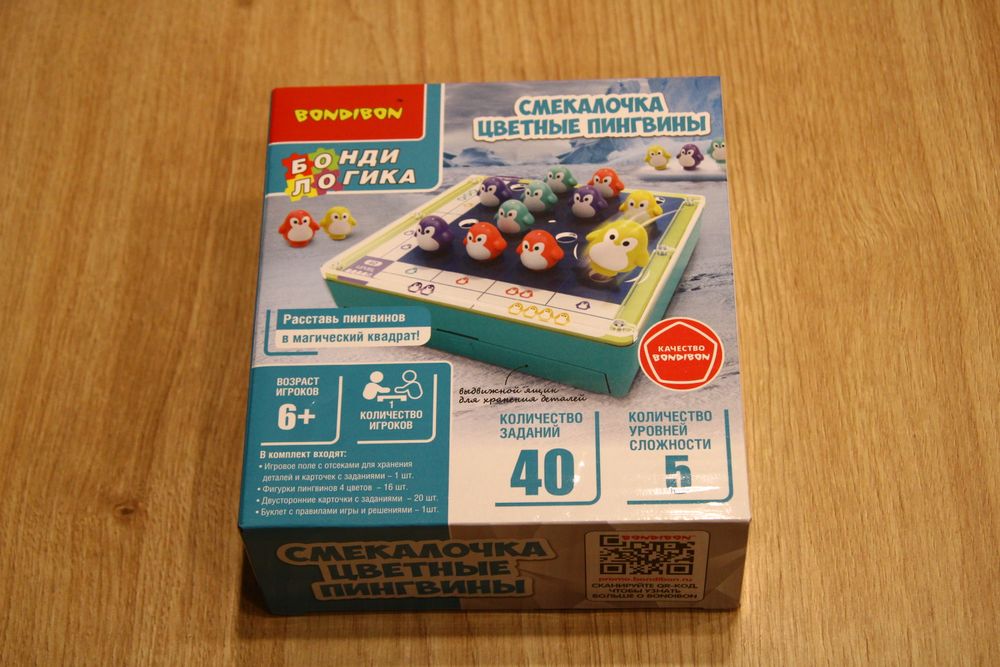 BONDIBON™
БОНДИ
ЛОГИКА
СМЕКАЛОЧКА
ЦВЕТНЫЕ ПИНГВИНЫ
LEVEL
Расставь пингвинов
в магический квадрат!
КАЧЕСТВО
BONDIBON
выдвижной ящик
для хранения деталей
ВОЗРАСТ
ИГРОКОВ
6+
1
КОЛИЧЕСТВО
ИГРОКОВ
КОЛИЧЕСТВО
ЗАДАНИЙ
40
КОЛИЧЕСТВО
УРОВНЕЙ
СЛОЖНОСТИ
5
В комплект входят:
• Игровое поле с отсеками для хранения
деталей и карточек с заданиями – 1 шт.
• Фигурки пингвинов 4 цветов – 16 шт.
• Двусторонние карточки с заданиями – 20 шт.
• Буклет с правилами игры и решениями – 1шт.
СМЕКАЛОЧКА
ЦВЕТНЫЕ
ПИНГВИНЫ
BONDIBON
promo.bondibon.ru
СКАНИРУЙТЕ QR-КОД,
ЧТОБЫ УЗНАТЬ
БОЛЬШЕ О BONDIBON